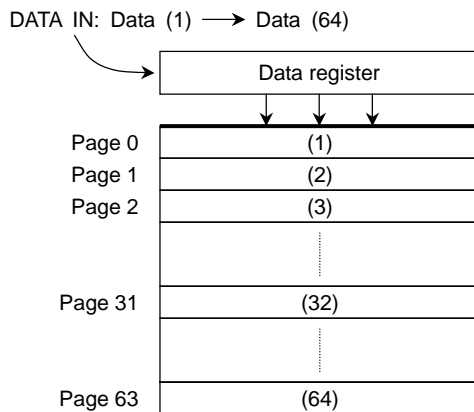 DATA IN: Data (1) Data (64)
Data register
Page 0 (1)
Page 1 (2)
Page 2 (3)
Page 31 (32)
Page 63 (64)